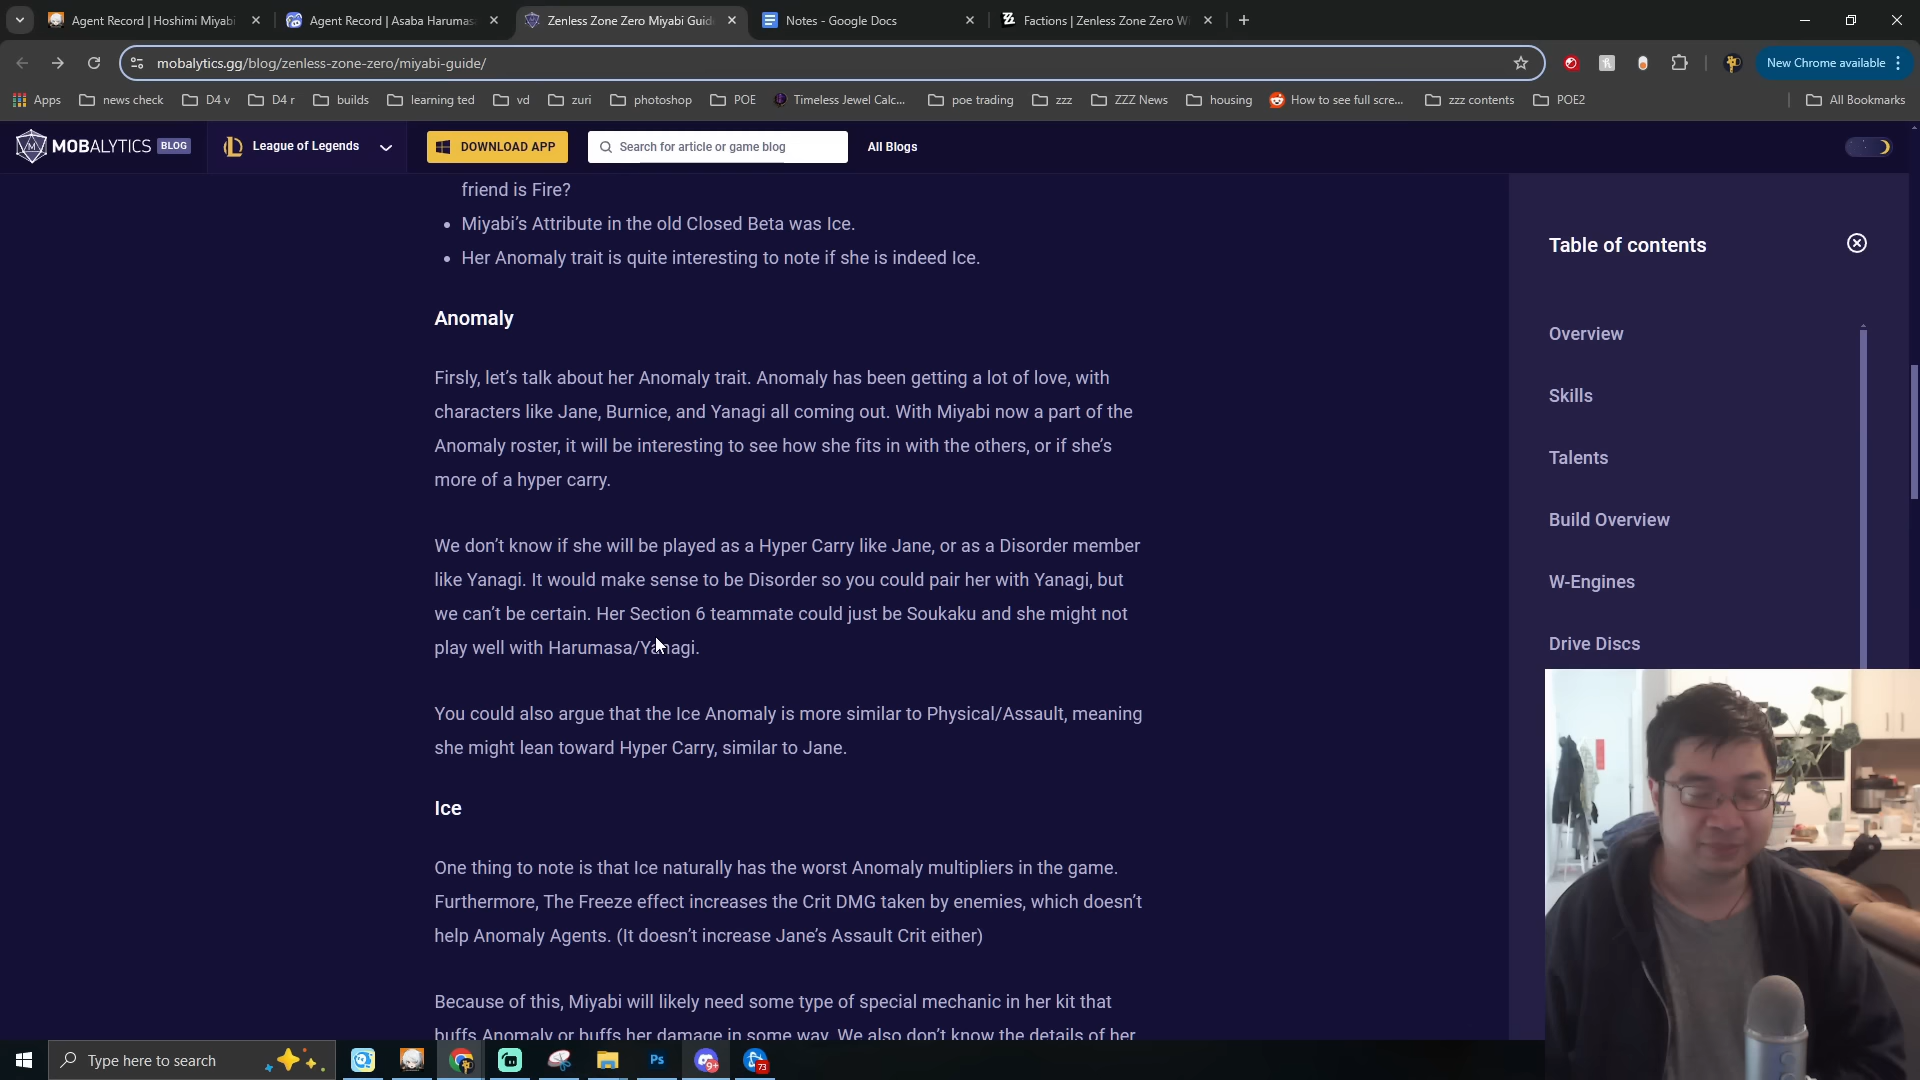 Agent Record | Hoshimi Miyabi
Agent Record | Asaba Harumas
Zenless Zone Zero Miyabi Guid
Notes - Google Docs
Factions | Zenless Zone Zero W
mobalytics.gg/blog/zenless-zone-zero/miyabi-guide/
New Chrome available
Apps
news check
D4 v
D4 r
builds
learning ted
vd
zuri
photoshop
POE
Timeless Jewel Calc...
poe trading
zzz
ZZZ News
housing
How to see full scre...
zzz contents
POE2
All Bookmarks
MOBALYTICS BLOG
League of Legends
DOWNLOAD APP
Search for article or game blog
All Blogs
friend is Fire?
• Miyabi’s Attribute in the old Closed Beta was Ice.
• Her Anomaly trait is quite interesting to note if she is indeed Ice.
Anomaly
Firsly, let’s talk about her Anomaly trait. Anomaly has been getting a lot of love, with
characters like Jane, Burnice, and Yanagi all coming out. With Miyabi now a part of the
Anomaly roster, it will be interesting to see how she fits in with the others, or if she’s
more of a hyper carry.
We don’t know if she will be played as a Hyper Carry like Jane, or as a Disorder member
like Yanagi. It would make sense to be Disorder so you could pair her with Yanagi, but
we can’t be certain. Her Section 6 teammate could just be Soukaku and she might not
play well with Harumasa/Yanagi.
You could also argue that the Ice Anomaly is more similar to Physical/Assault, meaning
she might lean toward Hyper Carry, similar to Jane.
Ice
One thing to note is that Ice naturally has the worst Anomaly multipliers in the game.
Furthermore, The Freeze effect increases the Crit DMG taken by enemies, which doesn’t
help Anomaly Agents. (It doesn’t increase Jane’s Assault Crit either)
Because of this, Miyabi will likely need some type of special mechanic in her kit that
buffs Anomaly or buffs her damage in some way. We also don’t know the details of her
Table of contents
Overview
Skills
Talents
Build Overview
W-Engines
Drive Discs
Type here to search
Ps
9+
73